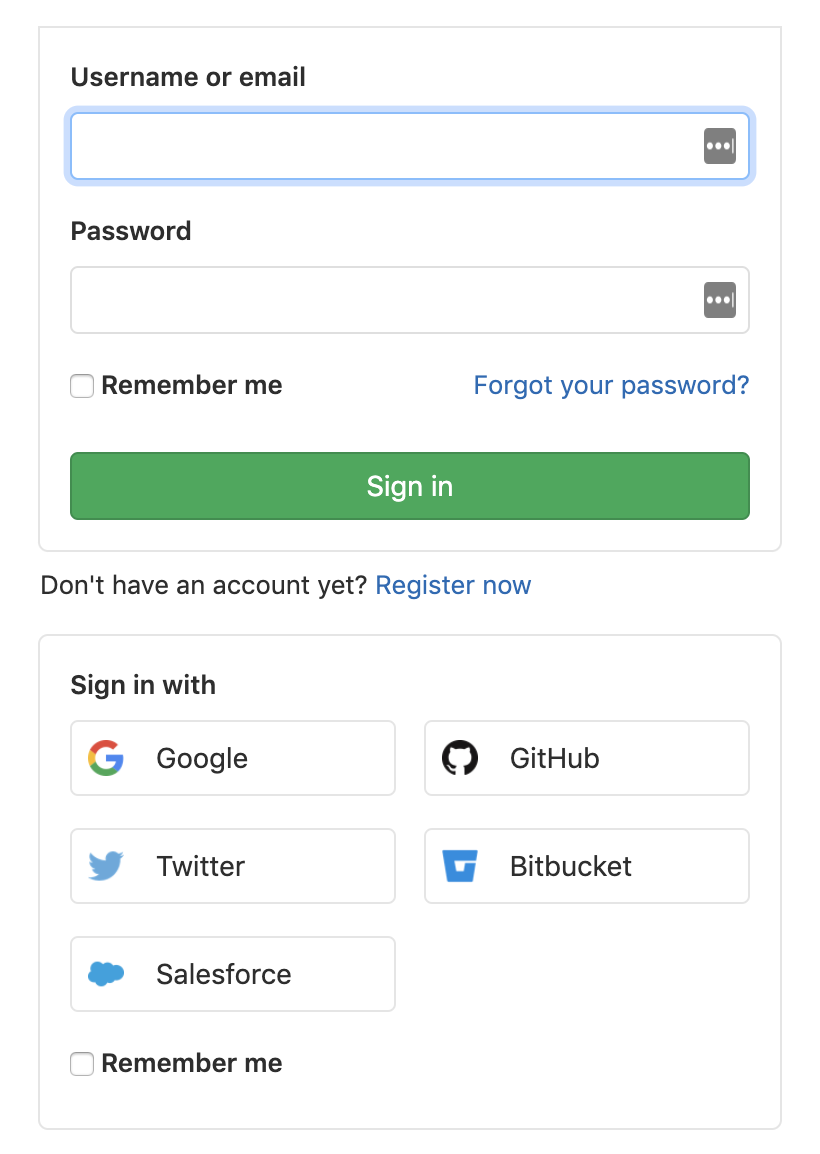 Username or email
Password
Remember me
Forgot your password?
Sign in
Don't have an account yet? Register now
Sign in with
Google
GitHub
Twitter
Bitbucket
Salesforce
Remember me